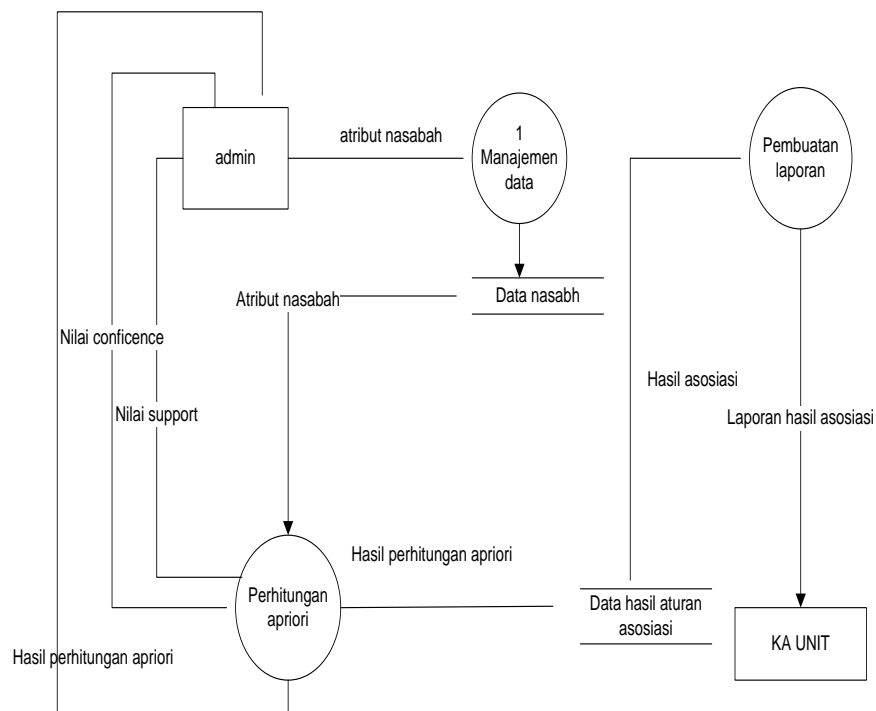 admin
atribut nasabah
1
Manajemen
data
Pembuatan
laporan
Atribut nasabah
Data nasabh
Nilai conficence
Hasil asosiasi
Nilai support
Laporan hasil asosiasi
Hasil perhitungan apriori
Perhitungan
apriori
Data hasil aturan
asosiasi
KA UNIT
Hasil perhitungan apriori